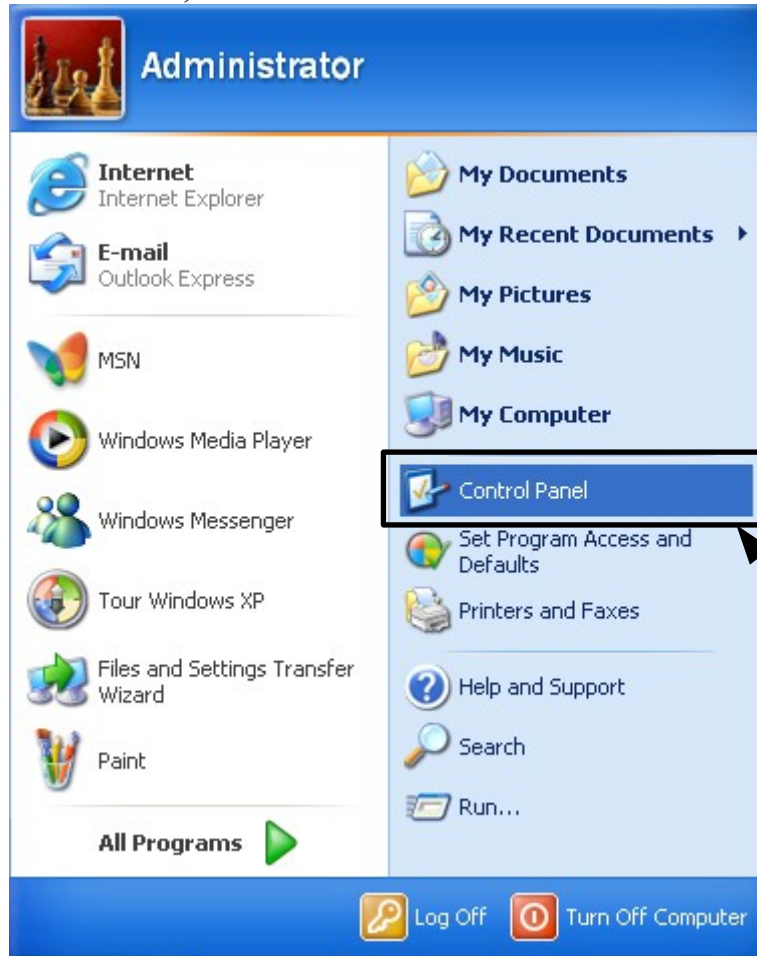 Administrator
Internet
Internet Explorer
E-mail
Outlook Express
MSN
Windows Media Player
Windows Messenger
Tour Windows XP
Files and Settings Transfer
Wizard
Paint
All Programs
My Documents
My Recent Documents
My Pictures
My Music
My Computer
Control Panel
Set Program Access and
Defaults
Printers and Faxes
Help and Support
Search
Run...
Log Off
Turn Off Computer